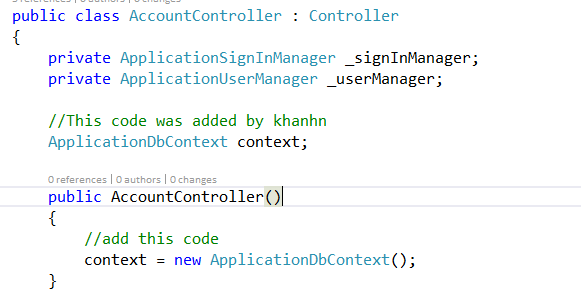 public class AccountController : Controller
{
private ApplicationSignInManager _signInManager;
private ApplicationUserManager _userManager;
//This code was added by khanhn
ApplicationDbContext context;
0 references | 0 authors | 0 changes
public AccountController()
{
//add this code
context = new ApplicationDbContext();
}